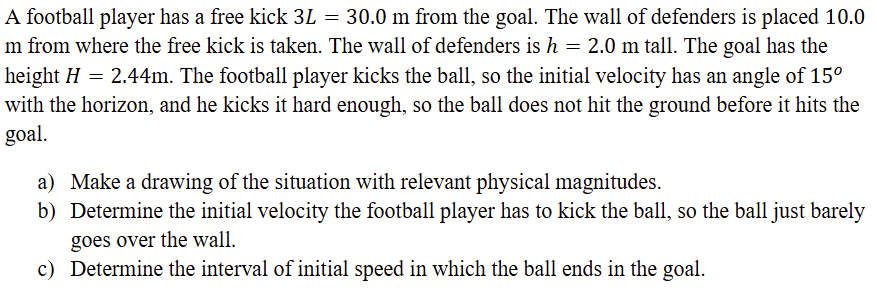 A football player has a free kick 3L = 30.0 m from the goal. The wall of defenders is placed 10.0
m from where the free kick is taken. The wall of defenders is h = 2.0 m tall. The goal has the
height H = 2.44m. The football player kicks the ball, so the initial velocity has an angle of 15º
with the horizon, and he kicks it hard enough, so the ball does not hit the ground before it hits the
goal.
a) Make a drawing of the situation with relevant physical magnitudes.
b) Determine the initial velocity the football player has to kick the ball, so the ball just barely
goes over the wall.
c) Determine the interval of initial speed in which the ball ends in the goal.